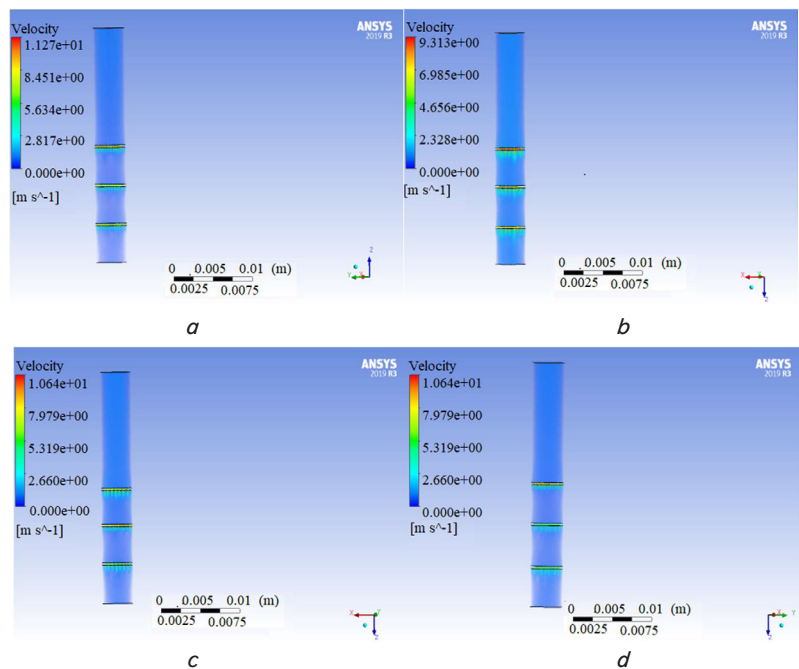 Velocity
1.127e+01
8.451e+00
5.634e+00
2.817e+00
0.000e+00
[m s^-1]
ANSYS
2019 R3
0 0.005 0.01 (m)
0.0025 0.0075
Z
Y
X
a
Velocity
9.313e+00
6.985e+00
4.656e+00
2.328e+00
0.000e+00
[m s^-1]
ANSYS
2019 R3
0 0.005 0.01 (m)
0.0025 0.0075
X
Y
Z
b
Velocity
1.064e+01
7.979e+00
5.319e+00
2.660e+00
0.000e+00
[m s^-1]
ANSYS
2019 R3
0 0.005 0.01 (m)
0.0025 0.0075
X
Y
Z
c
Velocity
1.064e+01
7.979e+00
5.319e+00
2.660e+00
0.000e+00
[m s^-1]
ANSYS
2019 R3
0 0.005 0.01 (m)
0.0025 0.0075
X
Y
Z
d